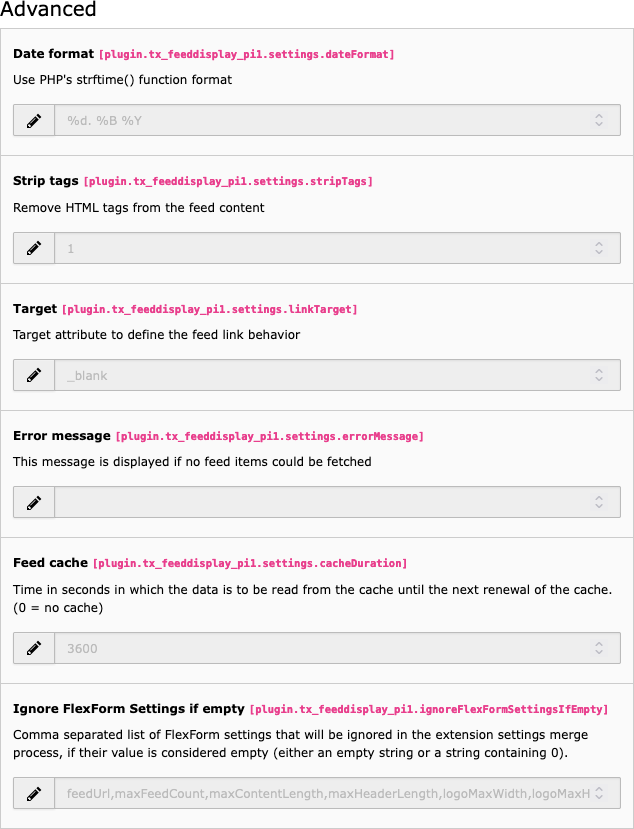 Advanced
Date format [plugin.tx_feeddisplay_pi1.settings.dateFormat]
Use PHP's strftime() function format
%d. %B %Y
Strip tags [plugin.tx_feeddisplay_pi1.settings.stripTags]
Remove HTML tags from the feed content
1
Target [plugin.tx_feeddisplay_pi1.settings.linkTarget]
Target attribute to define the feed link behavior
_blank
Error message [plugin.tx_feeddisplay_pi1.settings.errorMessage]
This message is displayed if no feed items could be fetched
Feed cache [plugin.tx_feeddisplay_pi1.settings.cacheDuration]
Time in seconds in which the data is to be read from the cache until the next renewal of the cache.
(0 = no cache)
3600
Ignore FlexForm Settings if empty [plugin.tx_feeddisplay_pi1.ignoreFlexFormSettingsIfEmpty]
Comma separated list of FlexForm settings that will be ignored in the extension settings merge
process, if their value is considered empty (either an empty string or a string containing 0).
feedUrl,maxFeedCount,maxContentLength,maxHeaderLength,logoMaxWidth,logoMaxH